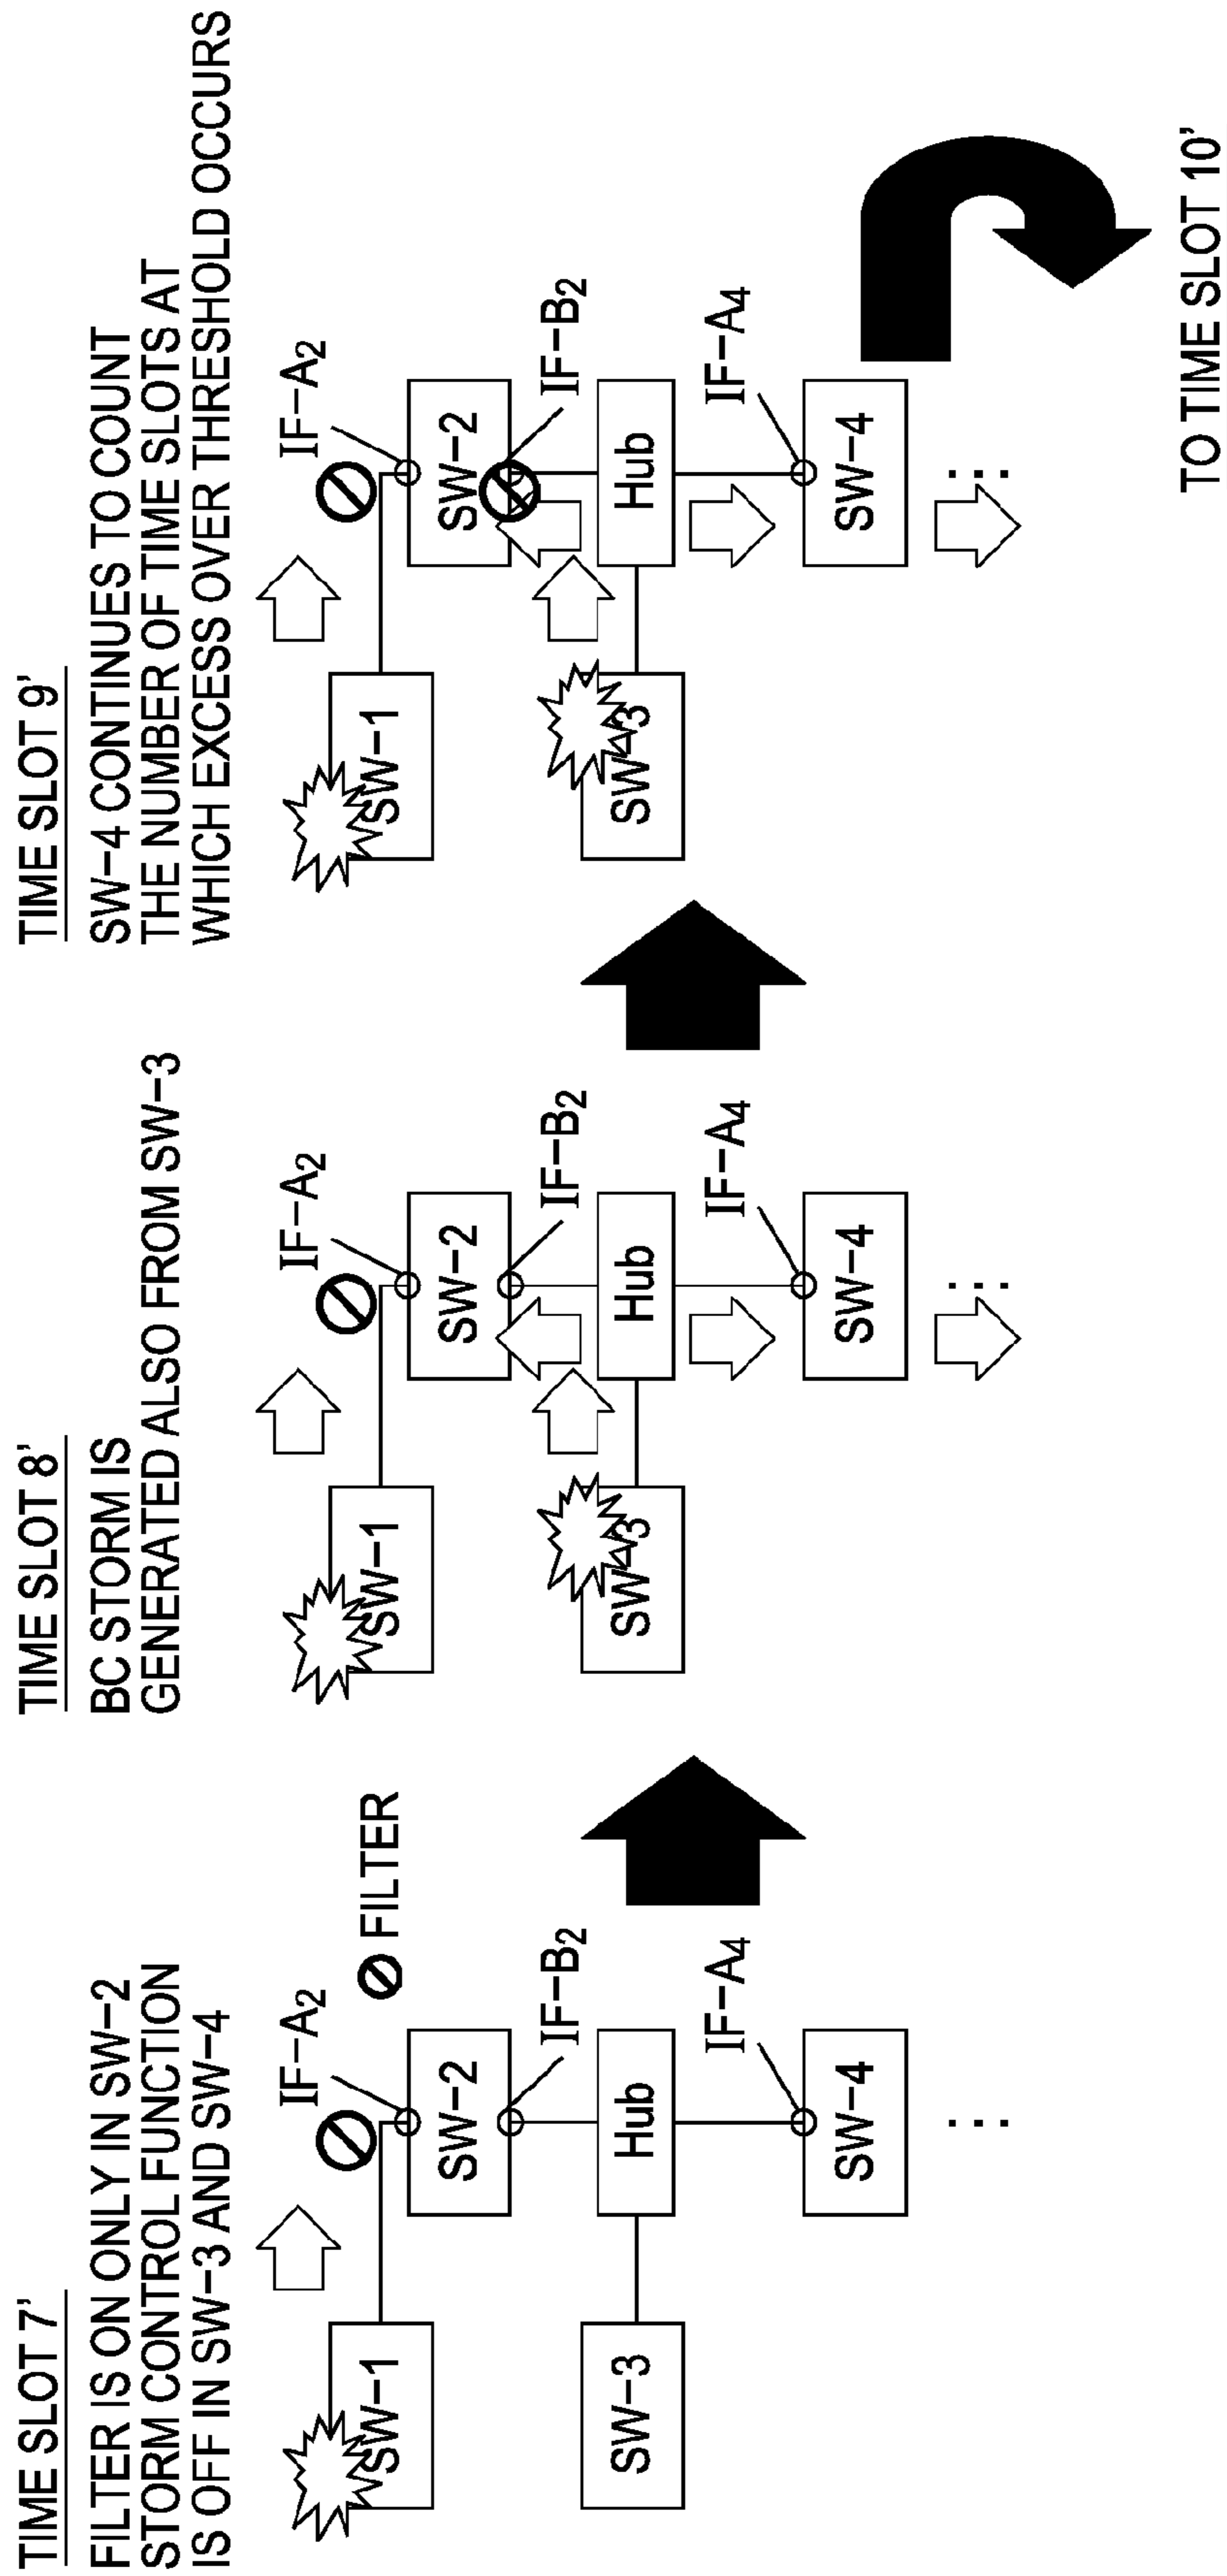 TIME SLOT 7'
FILTER IS ON ONLY IN SW-2
STORM CONTROL FUNCTION
IS OFF IN SW-3 AND SW-4
IF-A2
FILTER
SW-1
SW-2
IF-B2
SW-3
Hub
IF-A4
SW-4
...
TIME SLOT 8'
BC STORM IS
GENERATED ALSO FROM SW-3
IF-A2
SW-1
SW-2
IF-B2
SW-3
Hub
IF-A4
SW-4
...
TIME SLOT 9'
SW-4 CONTINUES TO COUNT
THE NUMBER OF TIME SLOTS AT
WHICH EXCESS OVER THRESHOLD OCCURS
IF-A2
SW-1
SW-2
IF-B2
SW-3
Hub
IF-A4
SW-4
...
TO TIME SLOT 10'